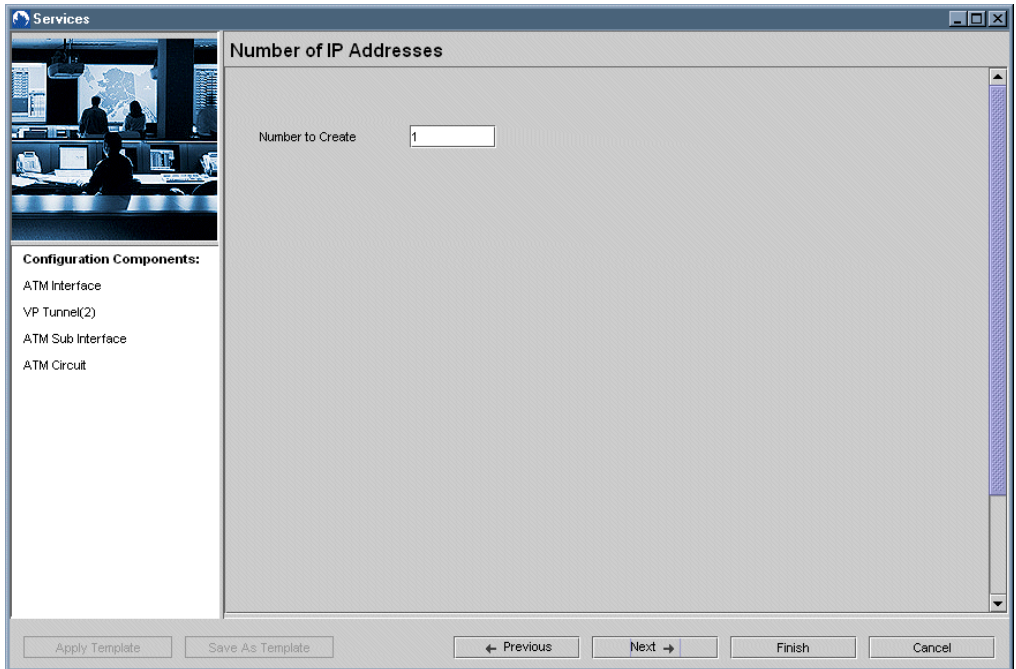 Services
Number of IP Addresses
Number to Create
1
Configuration Components:
ATM Interface
VP Tunnel(2)
ATM Sub Interface
ATM Circuit
Apply Template
Save As Template
Previous
Next
Finish
Cancel